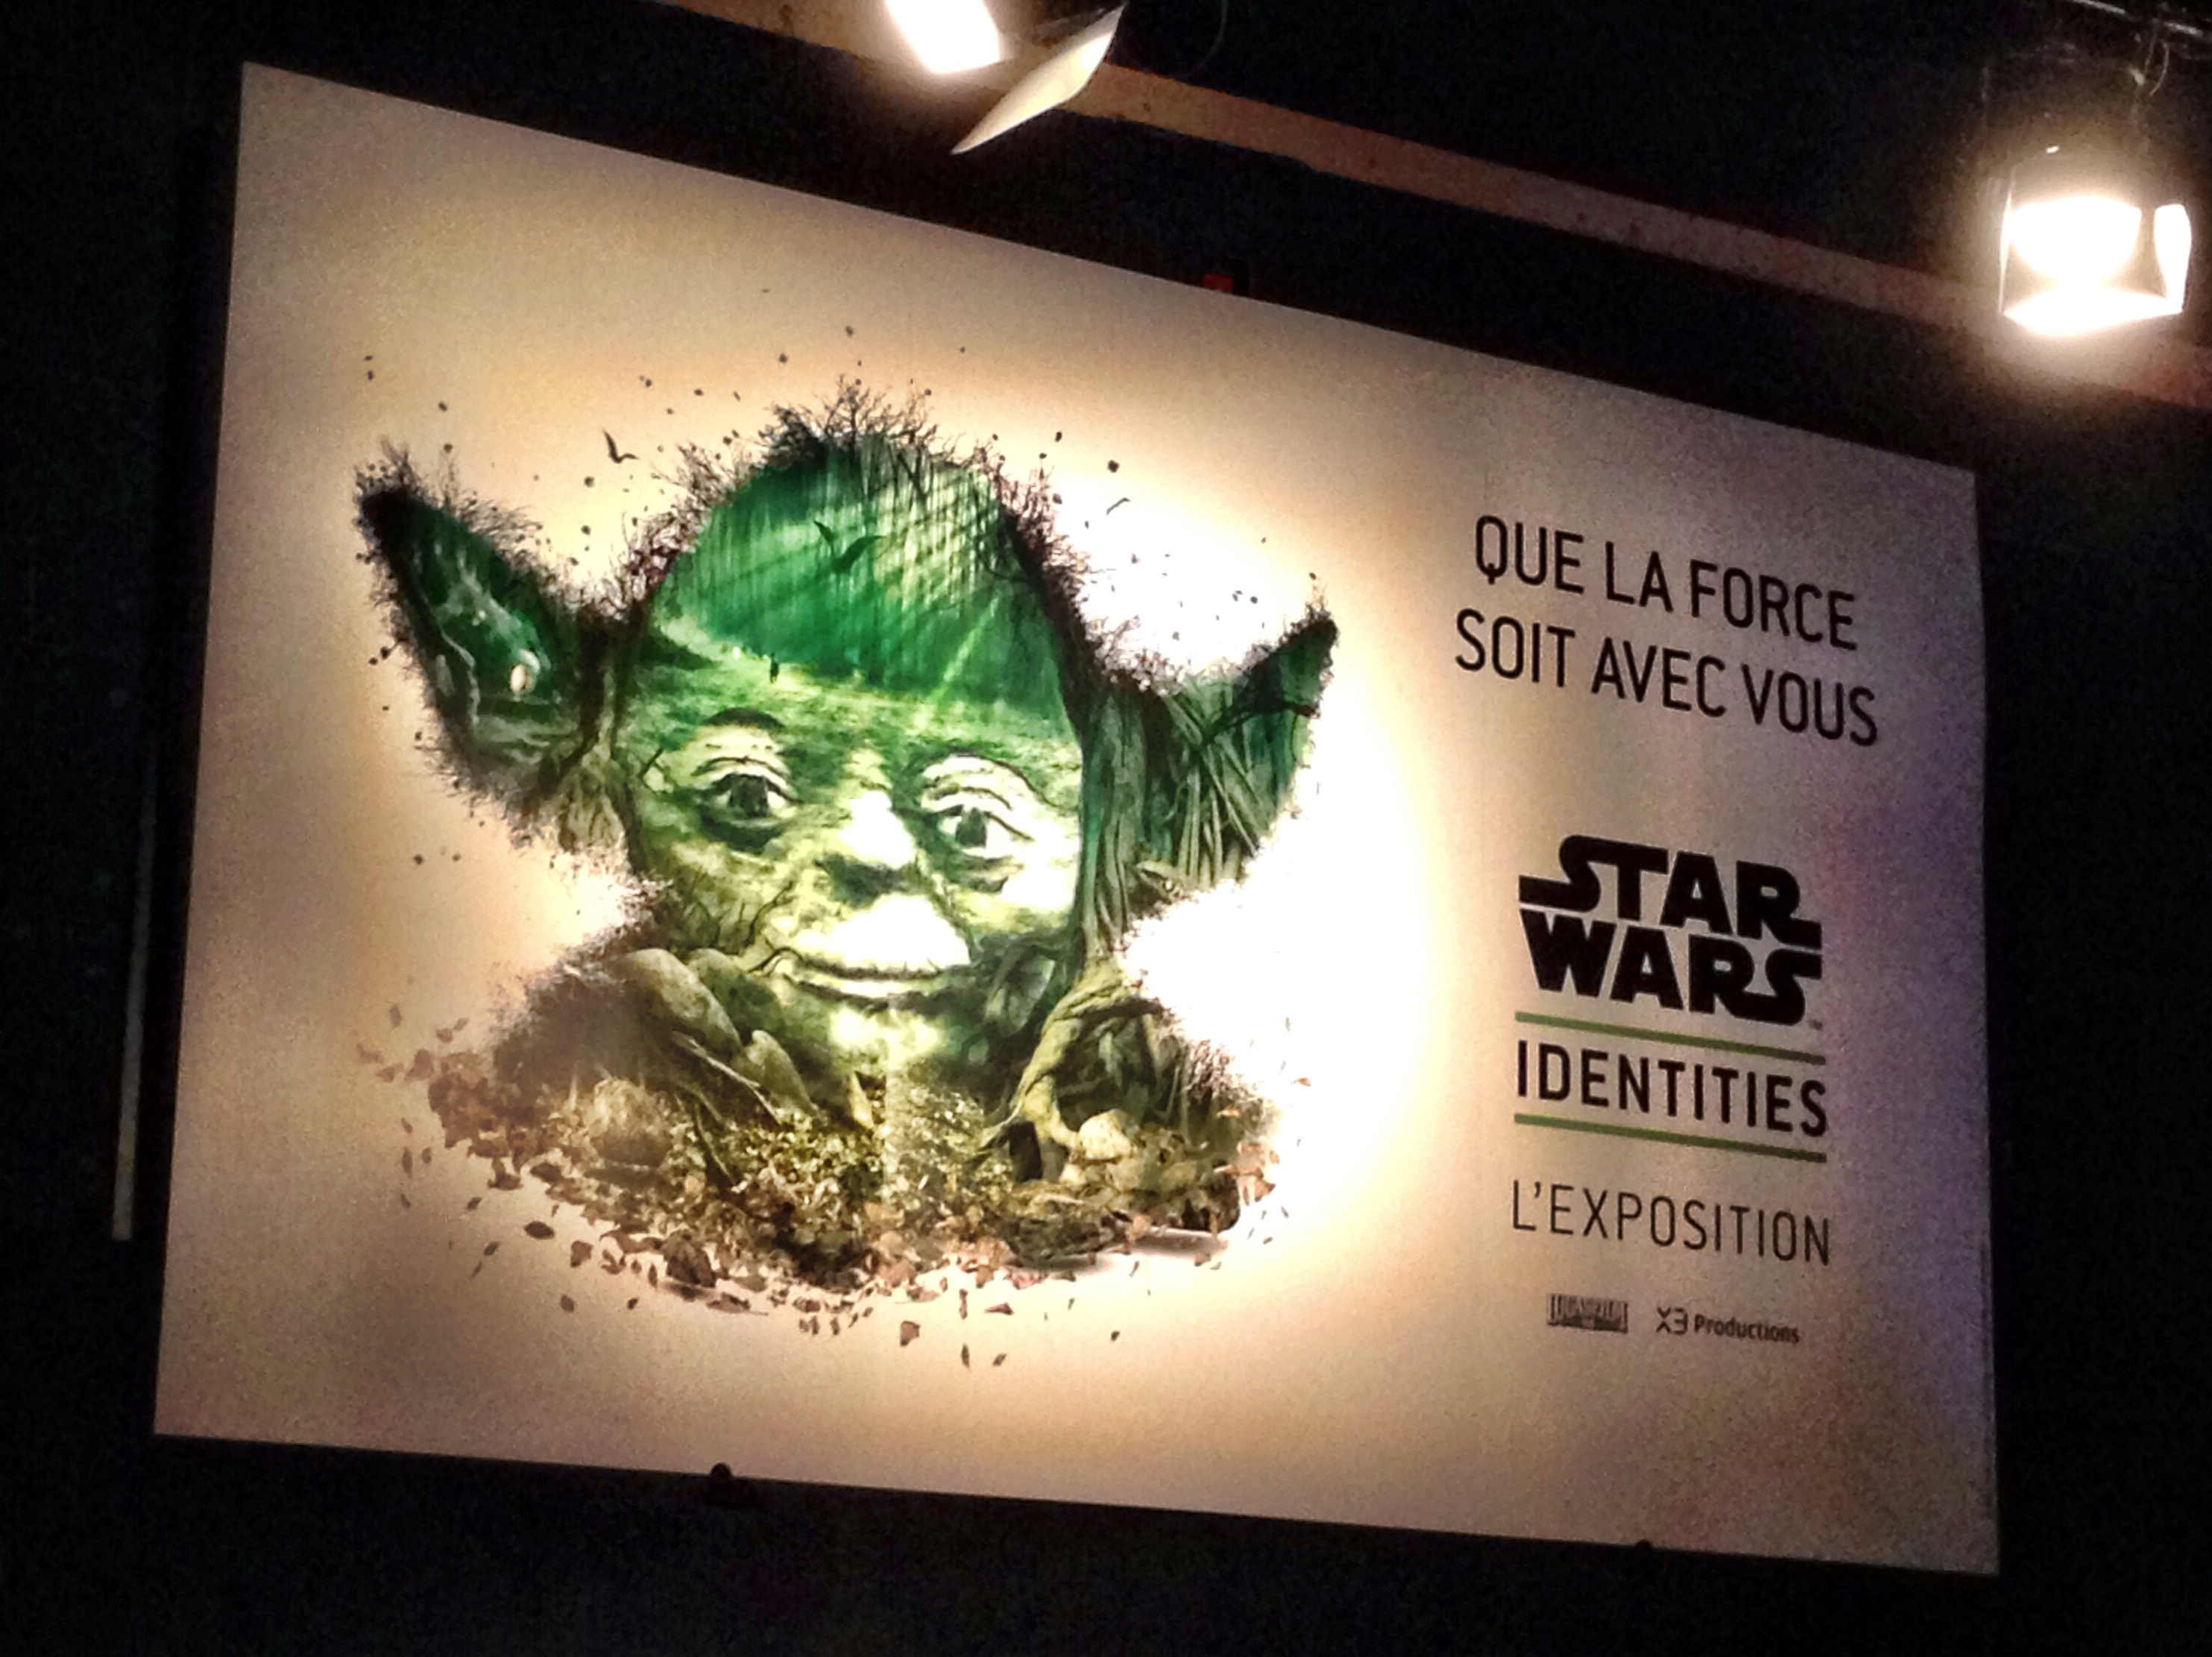 QUE LA FORCE
SOIT AVEC VOUS
STAR
WARS
IDENTITIES
L'EXPOSITION
X3 Productions